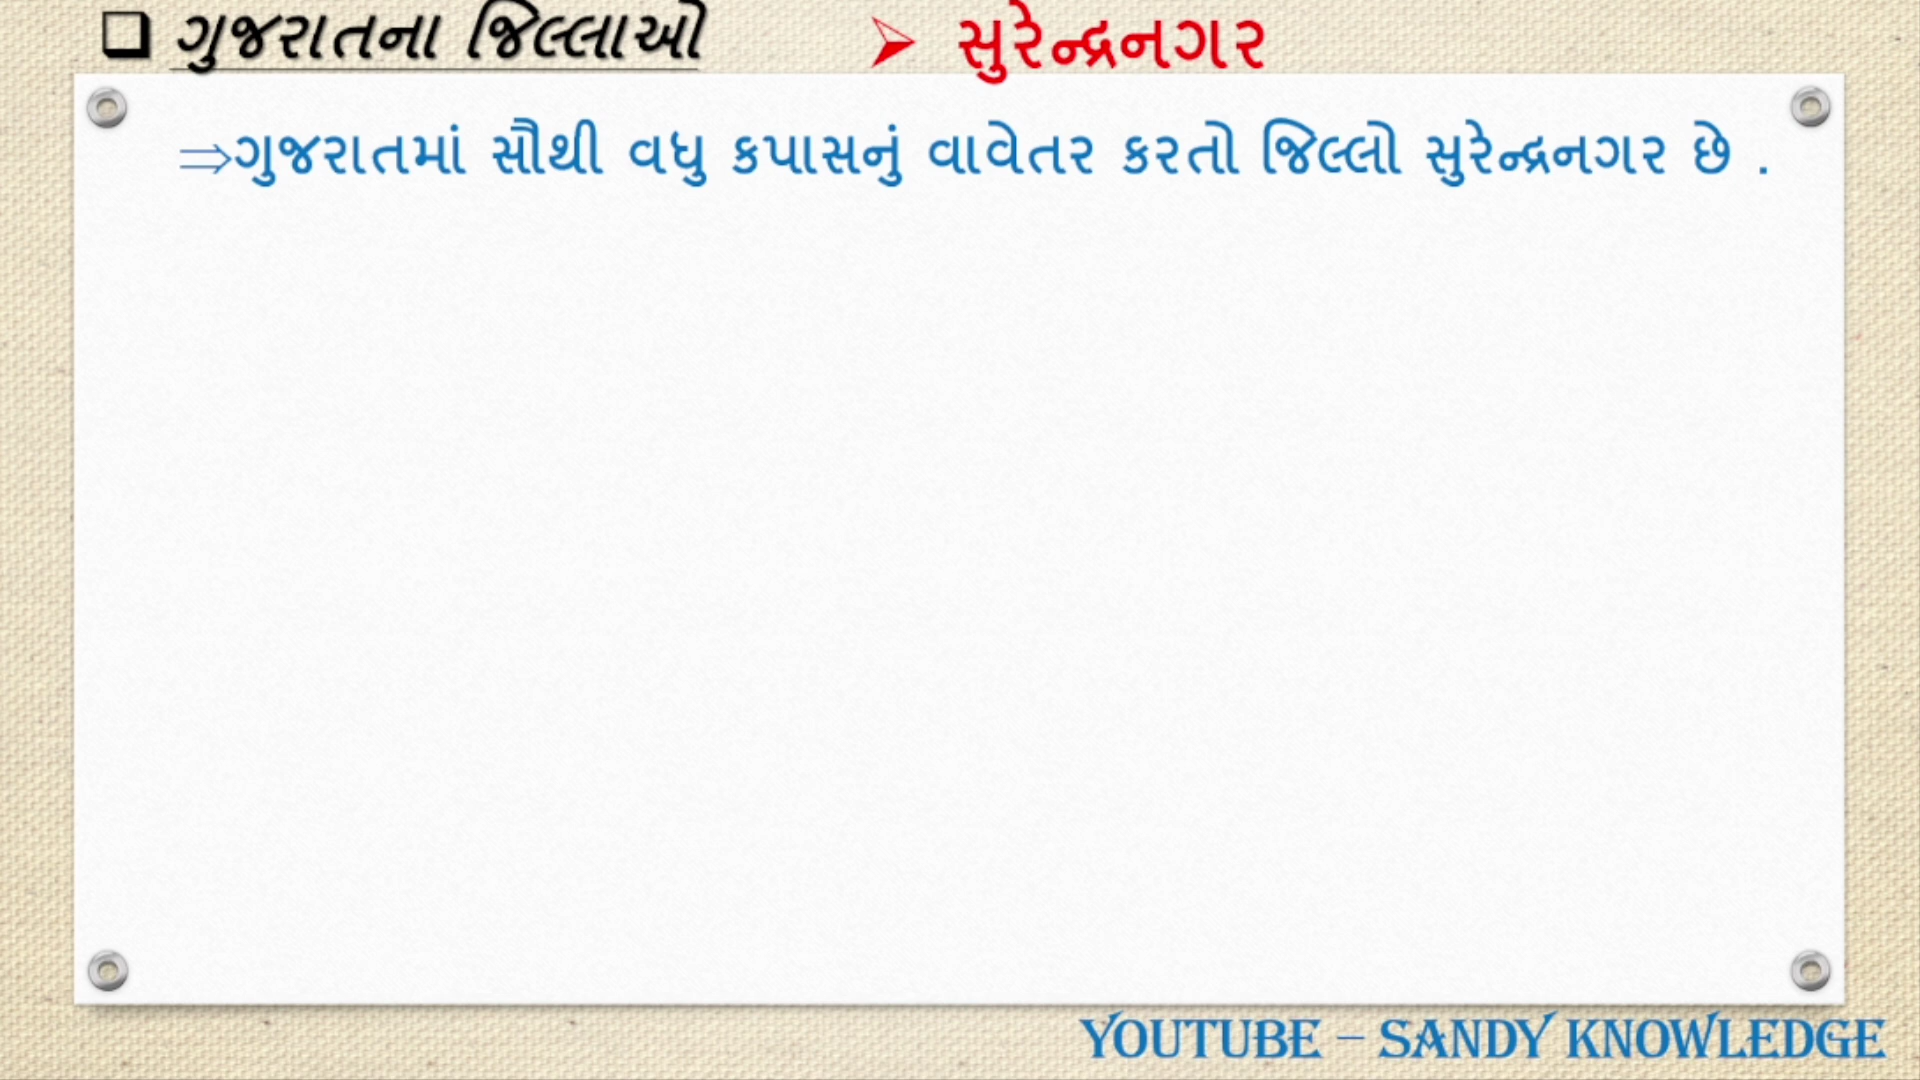 ❑ ગુજરાતના જિલ્લાઓ ➢ સુરેન્દ્રનગર
⇒ગુજરાતમાં સૌથી વધુ કપાસનું વાવેતર કરતો જિલ્લો સુરેન્દ્રનગર છે .
YOUTUBE – SANDY KNOWLEDGE